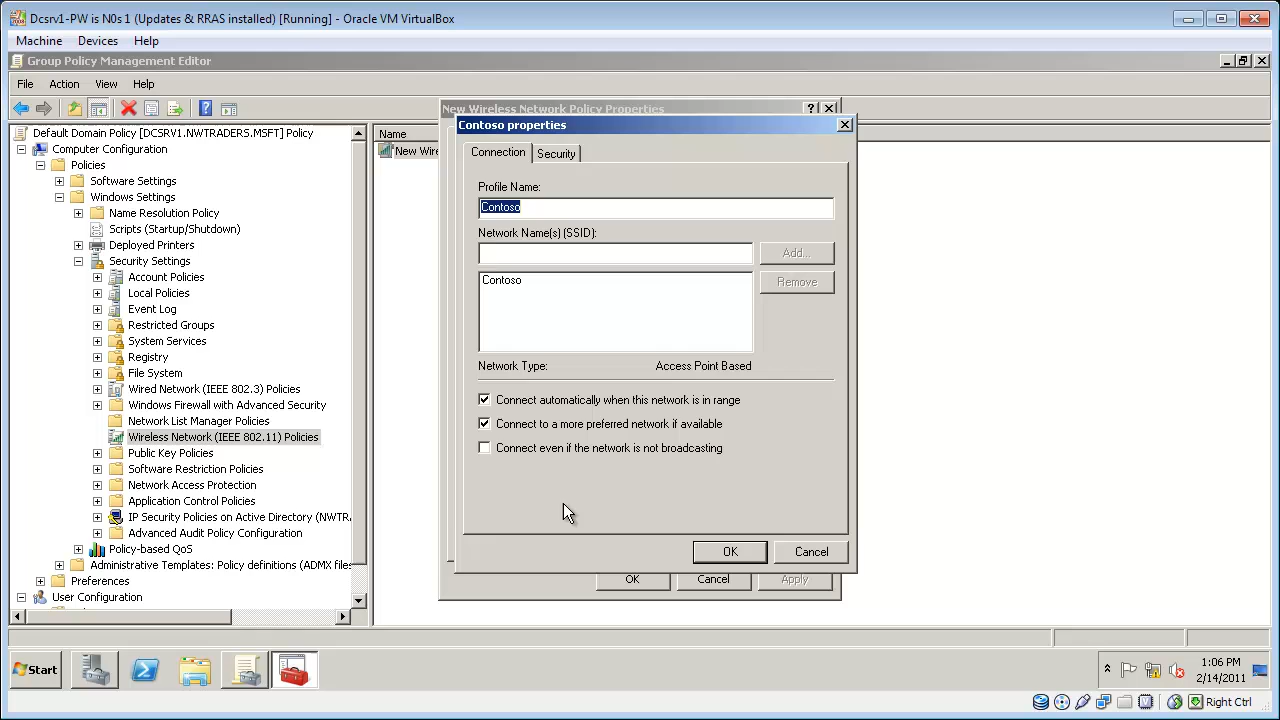 Dcsrv1-PW is N0s 1 (Updates & RRAS installed) [Running] - Oracle VM VirtualBox
Machine Devices Help
Group Policy Management Editor
File Action View Help
Default Domain Policy [DCSRV1.NWTRADERS.MSFT] Policy
Computer Configuration
Policies
Software Settings
Windows Settings
Name Resolution Policy
Scripts (Startup/Shutdown)
Deployed Printers
Security Settings
Account Policies
Local Policies
Event Log
Restricted Groups
System Services
Registry
File System
Wired Network (IEEE 802.3) Policies
Windows Firewall with Advanced Security
Network List Manager Policies
Wireless Network (IEEE 802.11) Policies
Public Key Policies
Software Restriction Policies
Network Access Protection
Application Control Policies
IP Security Policies on Active Directory (NWTRA
Advanced Audit Policy Configuration
Policy-based QoS
Administrative Templates: Policy definitions (ADMX files
Preferences
User Configuration
Name
New Wire
New Wireless Network Policy Properties
Contoso properties
Connection Security
Profile Name:
Contoso
Network Name(s) (SSID):
Add...
Contoso
Remove
Network Type: Access Point Based
Connect automatically when this network is in range
Connect to a more preferred network if available
Connect even if the network is not broadcasting
OK Cancel
OK Cancel Apply
Start
1:06 PM
2/14/2011
Right Ctrl